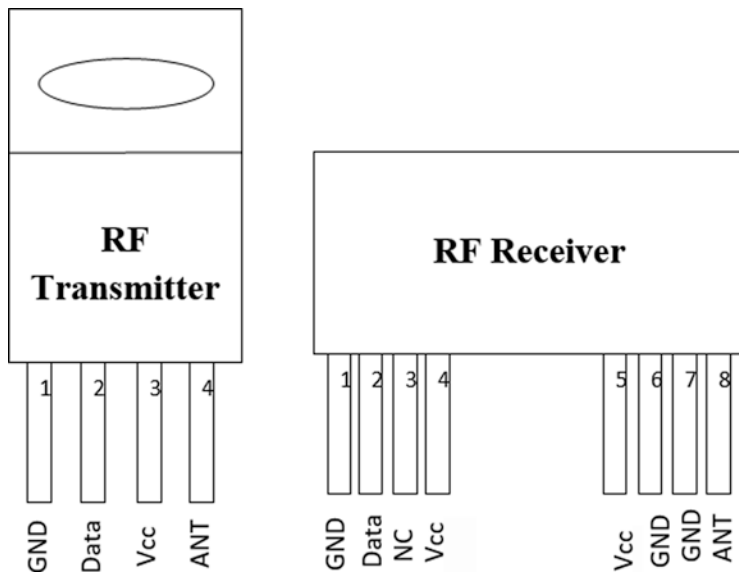 RF
Transmitter
RF Receiver
1 2 3 4
1 2 3 4 5 6 7 8
GND Data Vcc ANT
GND Data NC Vcc Vcc GND GND ANT